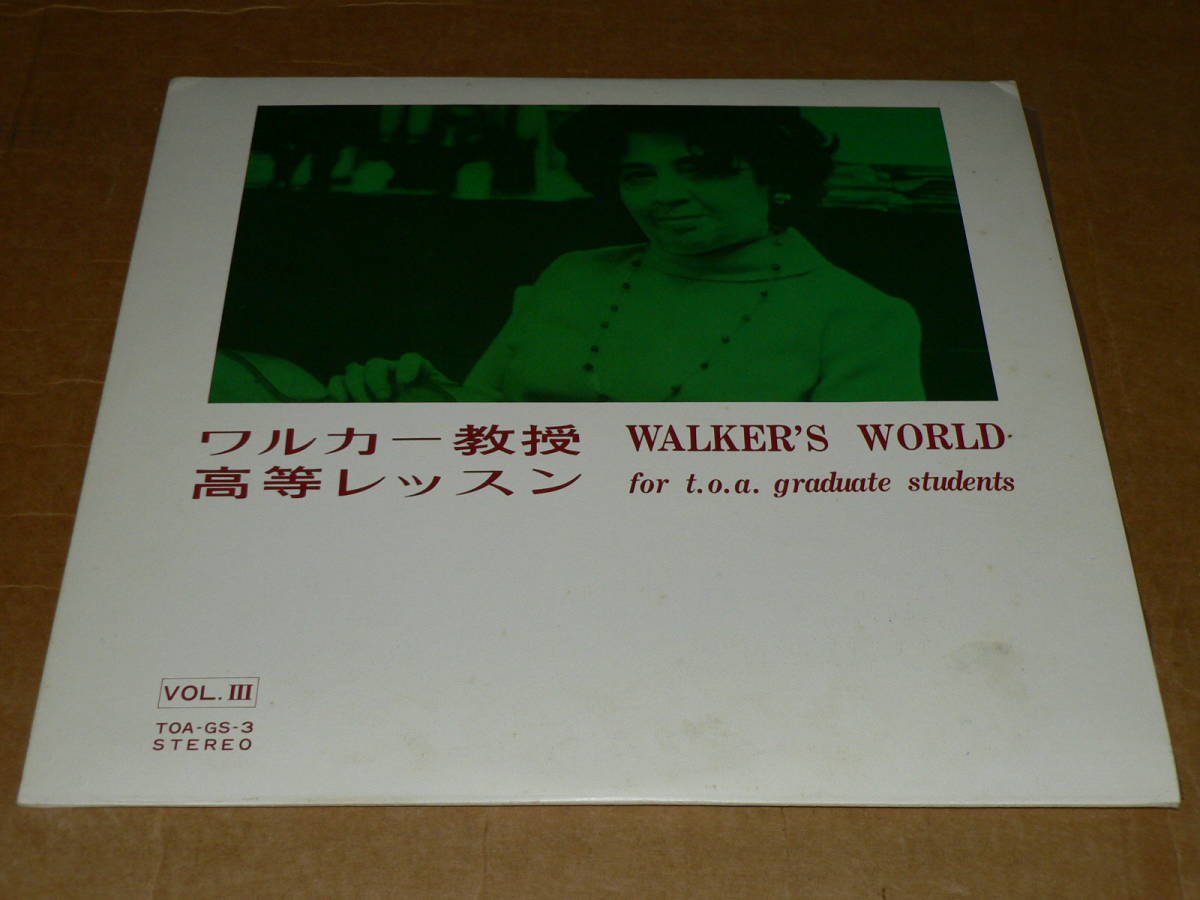 ワルカー教授
高等レッスン
WALKER'S WORLD
for t.o.a. graduate students
VOL. III
TOA-GS-3
STEREO